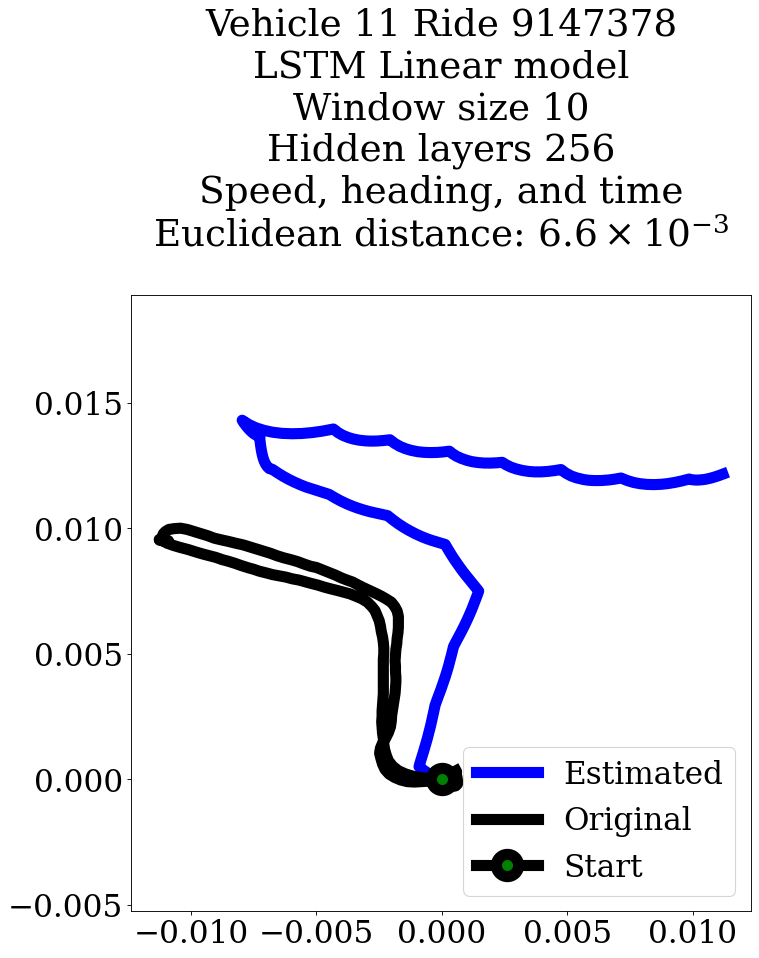 Vehicle 11 Ride 9147378
LSTM Linear model
Window size 10
Hidden layers 256
Speed, heading, and time
Euclidean distance: 6.6 × 10⁻³
0.015
0.010
0.005
0.000
−0.005
−0.010 −0.005 0.000 0.005 0.010
Estimated
Original
Start